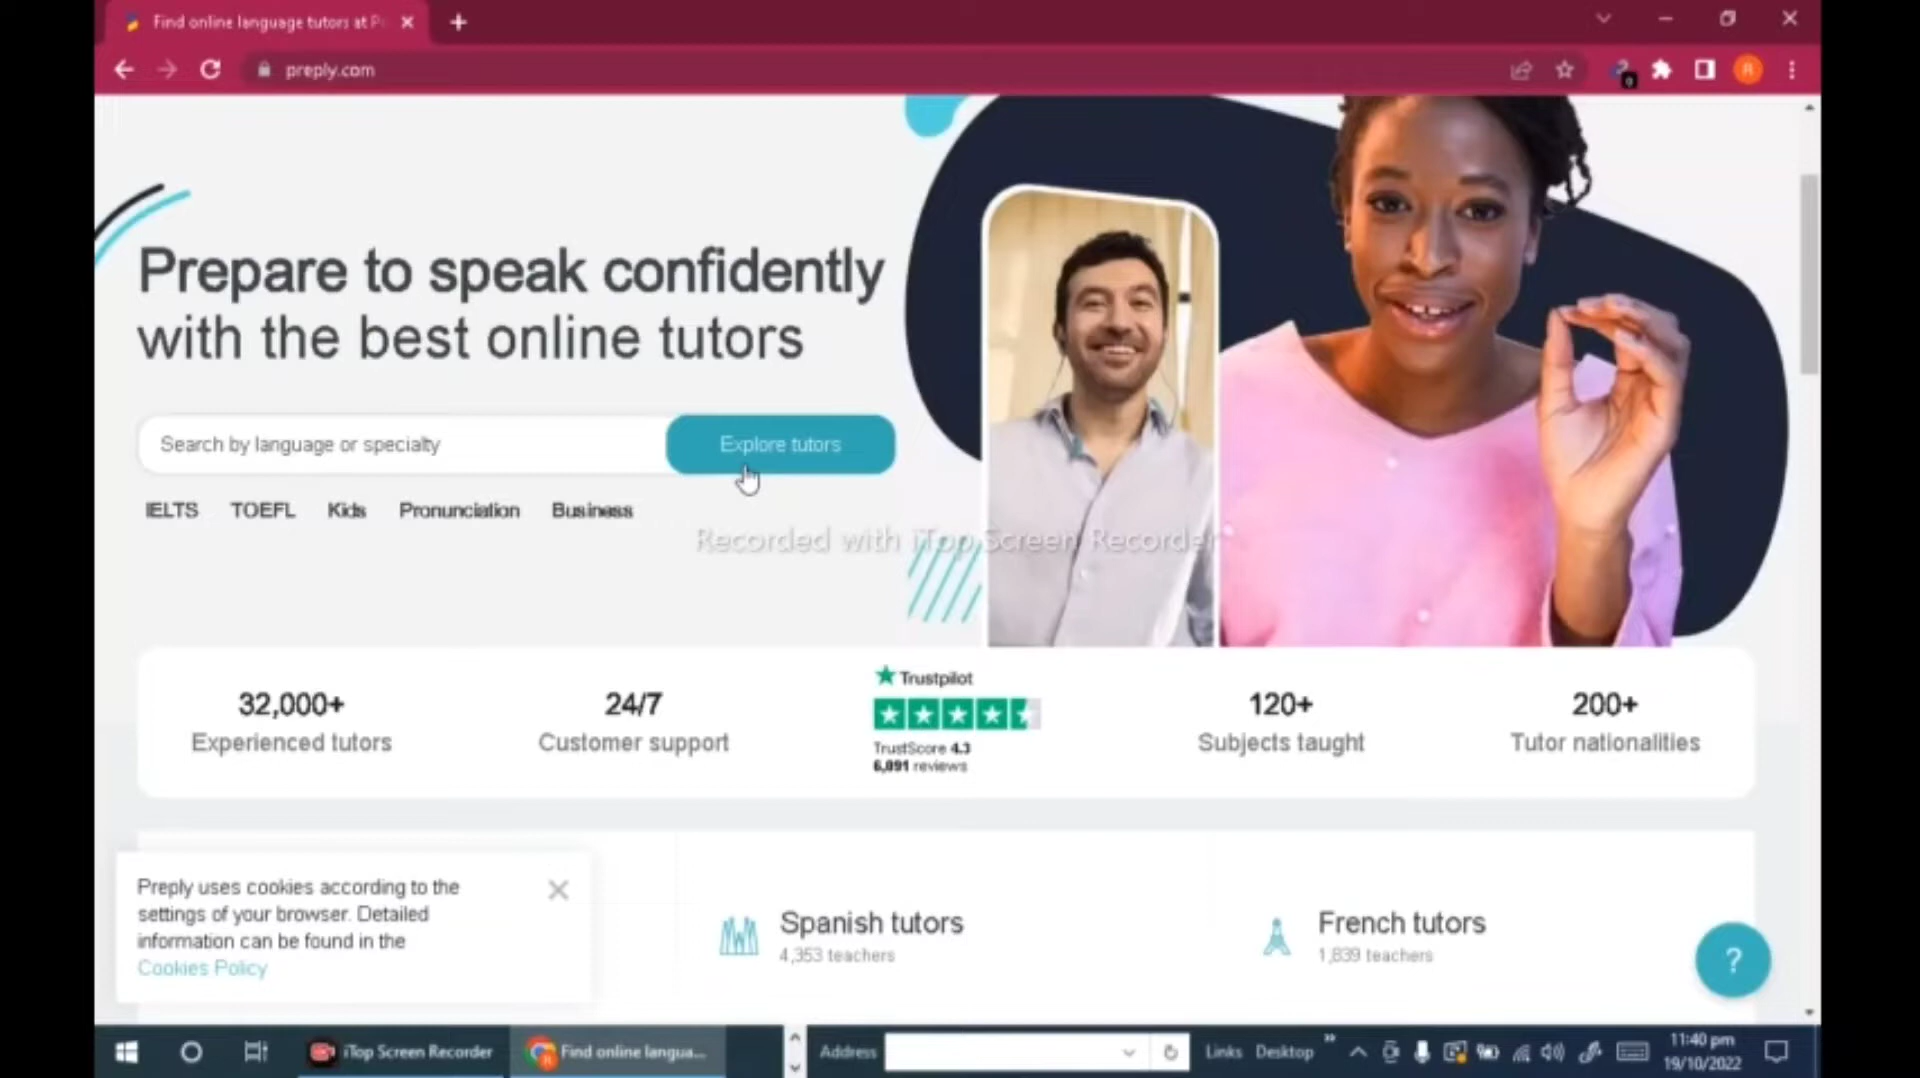 Find online language tutors at P
preply.com
Prepare to speak confidently
with the best online tutors
Search by language or specialty
Explore tutors
IELTS TOEFL Kids Pronunciation Business
Recorded with iTop Screen Recorder
32,000+
Experienced tutors
24/7
Customer support
Trustpilot
TrustScore 4.3
6,091 reviews
120+
Subjects taught
200+
Tutor nationalities
Preply uses cookies according to the
settings of your browser. Detailed
information can be found in the
Cookies Policy
Spanish tutors
4,353 teachers
French tutors
1,839 teachers
?
iTop Screen Recorder
Find online langua...
Address
Links Desktop
11:40 pm
19/10/2022